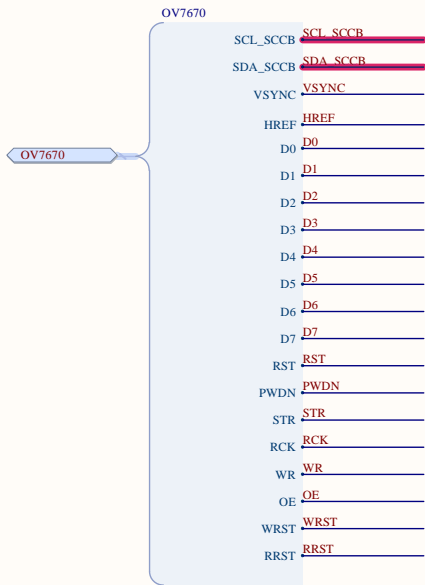 OV7670
SCL_SCCB SCL_SCCB
SDA_SCCB SDA_SCCB
VSYNC VSYNC
HREF HREF
D0 D0
OV7670
D1 D1
D2 D2
D3 D3
D4 D4
D5 D5
D6 D6
D7 D7
RST RST
PWDN PWDN
STR STR
RCK RCK
WR WR
OE OE
WRST WRST
RRST RRST